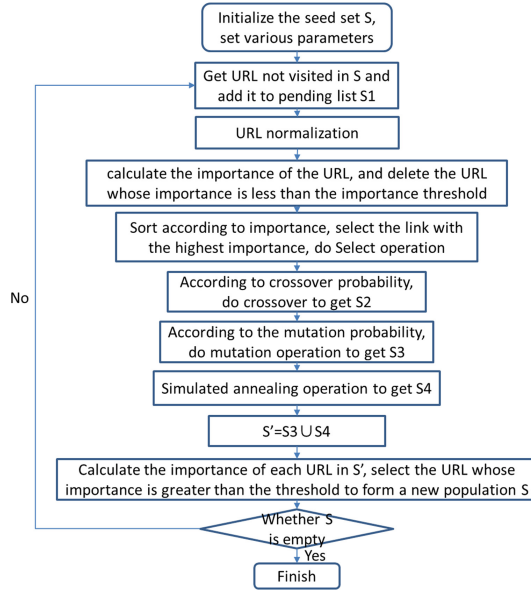 Initialize the seed set S,
set various parameters
Get URL not visited in S and
add it to pending list S1
URL normalization
calculate the importance of the URL, and delete the URL
whose importance is less than the importance threshold
Sort according to importance, select the link with
the highest importance, do Select operation
According to crossover probability,
do crossover to get S2
No
According to the mutation probability,
do mutation operation to get S3
Simulated annealing operation to get S4
S’=S3∪S4
Calculate the importance of each URL in S’, select the URL whose
importance is greater than the threshold to form a new population S
Whether S
is empty
Yes
Finish